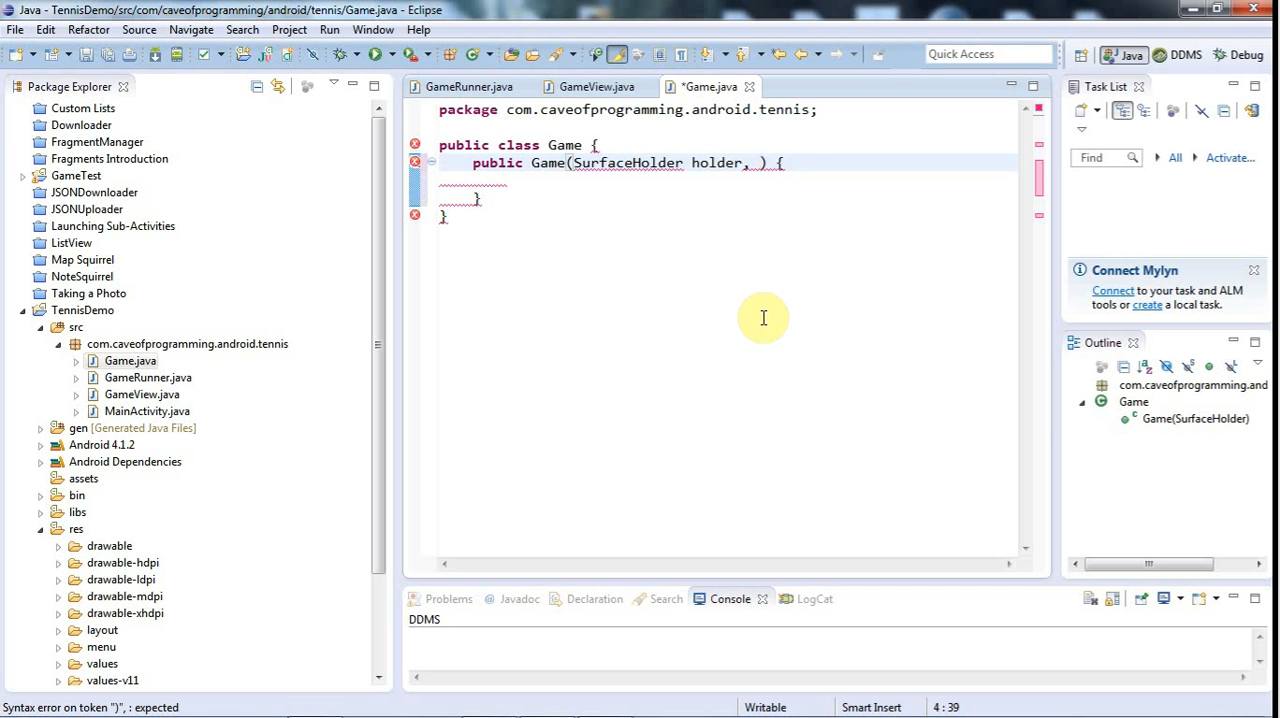 Java - TennisDemo/src/com/caveofprogramming/android/tennis/Game.java - Eclipse
File Edit Refactor Source Navigate Search Project Run Window Help
Quick Access
Java
DDMS
Debug
Package Explorer
Custom Lists
Downloader
FragmentManager
Fragments Introduction
GameTest
JSONDownloader
JSONUploader
Launching Sub-Activities
ListView
Map Squirrel
NoteSquirrel
Taking a Photo
TennisDemo
src
com.caveofprogramming.android.tennis
Game.java
GameRunner.java
GameView.java
MainActivity.java
gen [Generated Java Files]
Android 4.1.2
Android Dependencies
assets
bin
libs
res
drawable
drawable-hdpi
drawable-ldpi
drawable-mdpi
drawable-xhdpi
layout
menu
values
values-v11
GameRunner.java
GameView.java
*Game.java
package com.caveofprogramming.android.tennis;
public class Game {
public Game(SurfaceHolder holder, ) {
}
}
Task List
Find
All
Activate...
Connect Mylyn
Connect to your task and ALM
tools or create a local task.
Outline
com.caveofprogramming.and
Game
Game(SurfaceHolder)
Problems
@ Javadoc
Declaration
Search
Console
LogCat
DDMS
Syntax error on token ")", : expected
Writable
Smart Insert
4 : 39